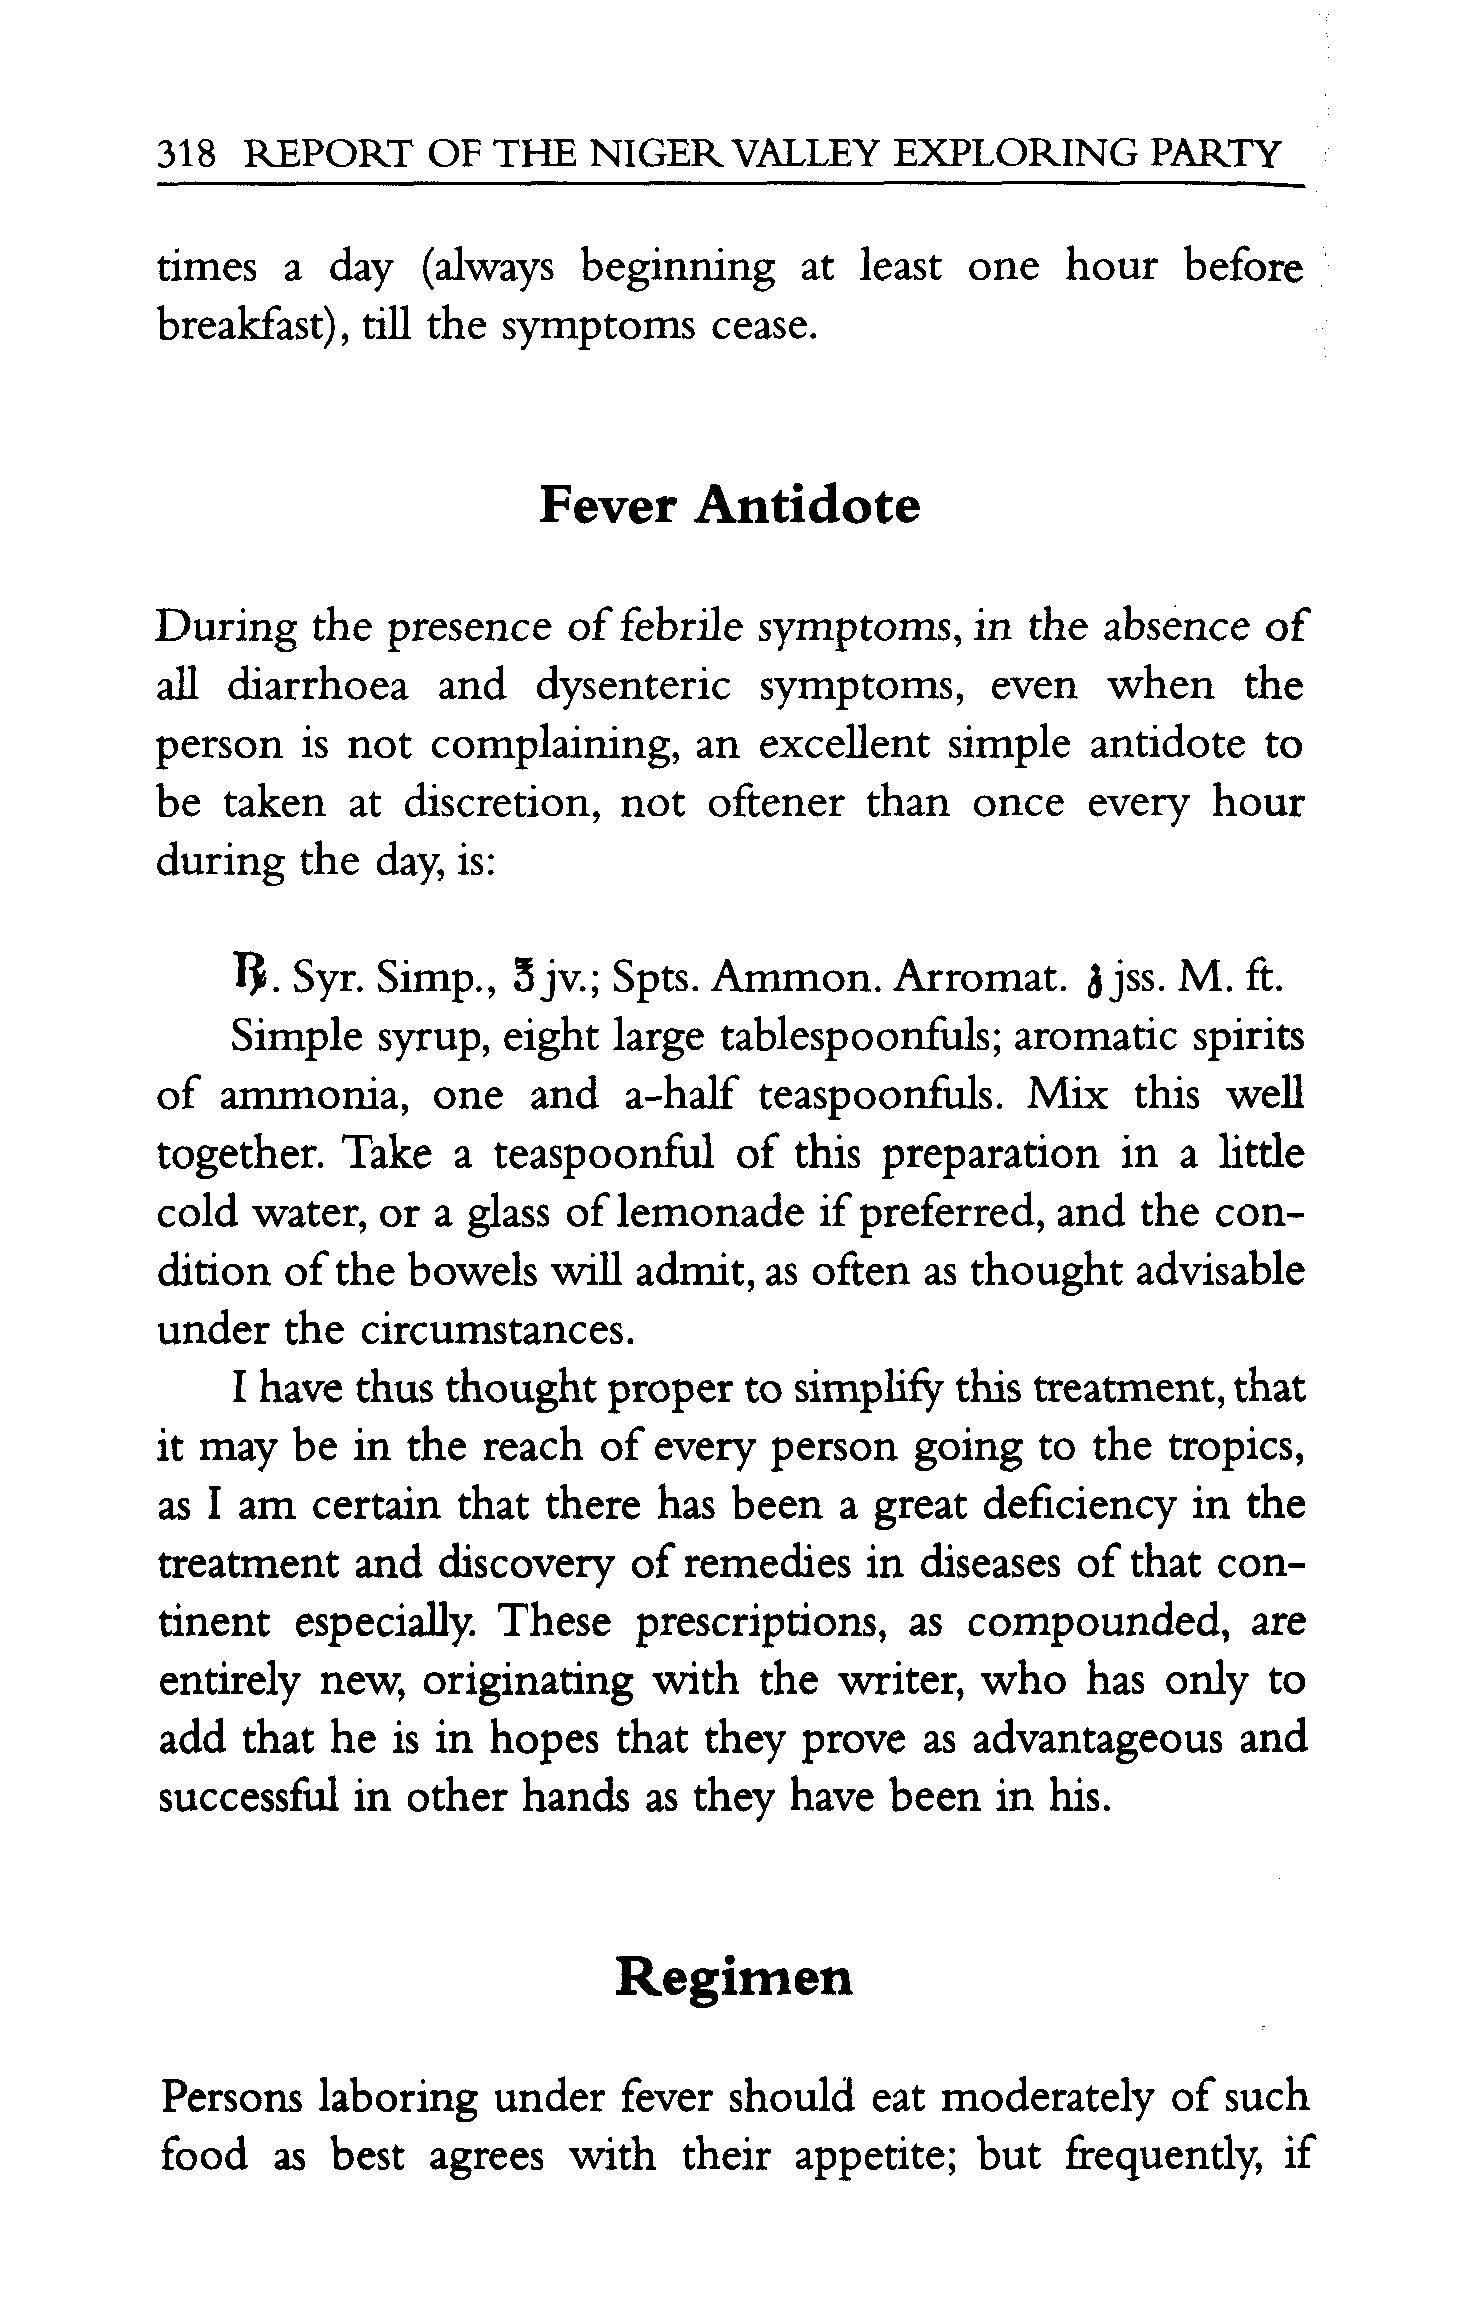 318 REPORT OF THE NIGER VALLEY EXPLORING PARTY
times a day (always beginning at least one hour before
breakfast), till the symptoms cease.
Fever Antidote
During the presence of febrile symptoms, in the absence of
all diarrhoea and dysenteric symptoms, even when the
person is not complaining, an excellent simple antidote to
be taken at discretion, not oftener than once every hour
during the day, is:
℞. Syr. Simp., ℥jv.; Spts. Ammon. Arromat. ʒjss. M. ft.
Simple syrup, eight large tablespoonfuls; aromatic spirits
of ammonia, one and a-half teaspoonfuls. Mix this well
together. Take a teaspoonful of this preparation in a little
cold water, or a glass of lemonade if preferred, and the con-
dition of the bowels will admit, as often as thought advisable
under the circumstances.
I have thus thought proper to simplify this treatment, that
it may be in the reach of every person going to the tropics,
as I am certain that there has been a great deficiency in the
treatment and discovery of remedies in diseases of that con-
tinent especially. These prescriptions, as compounded, are
entirely new, originating with the writer, who has only to
add that he is in hopes that they prove as advantageous and
successful in other hands as they have been in his.
Regimen
Persons laboring under fever should eat moderately of such
food as best agrees with their appetite; but frequently, if